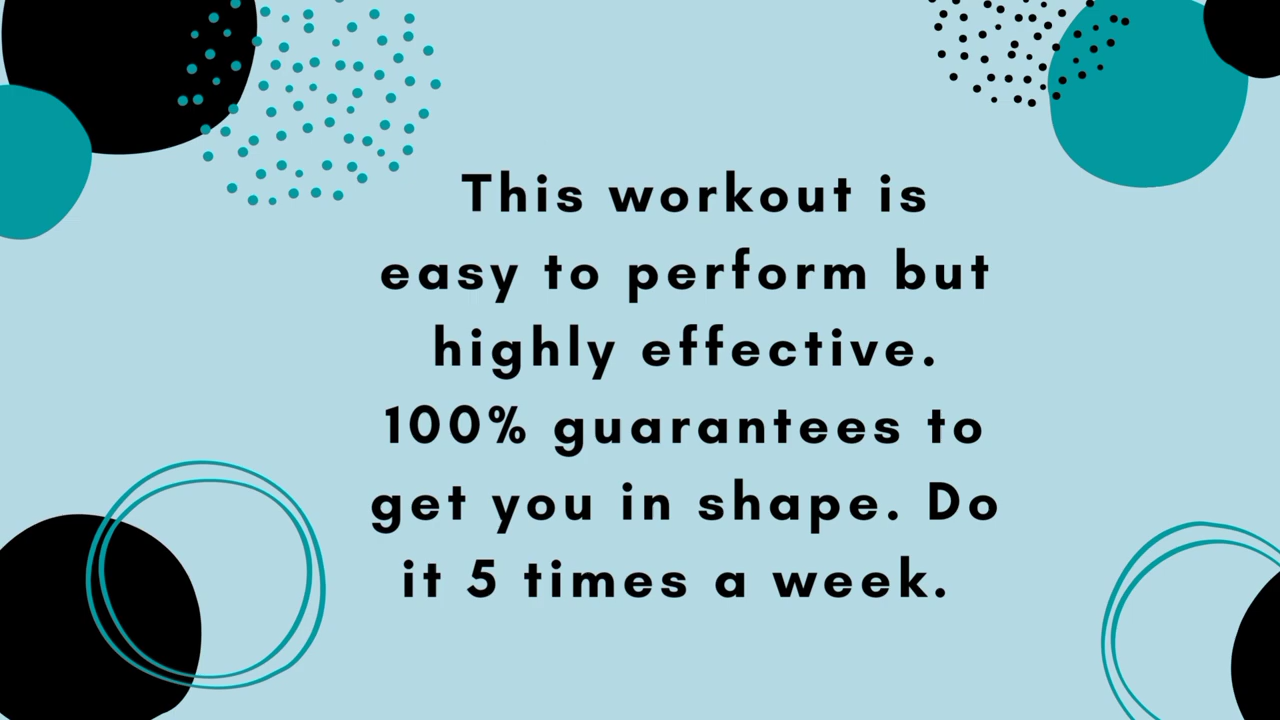 This workout is
easy to perform but
highly effective.
100% guarantees to
get you in shape. Do
it 5 times a week.